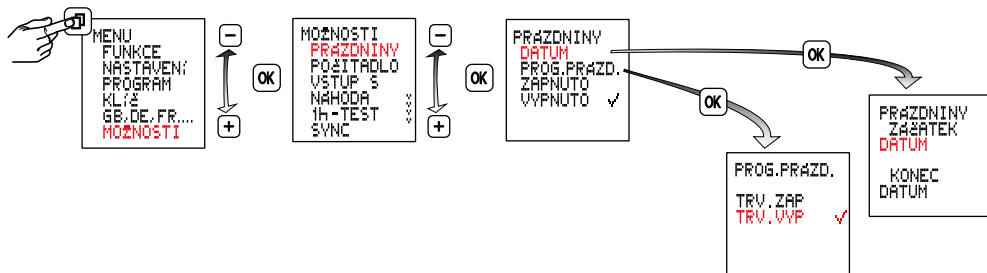 MENU
FUNKCE
NASTAVENÍ
PROGRAM
KLÍČ
GB,DE,FR....
MOŽNOSTI
−
OK
+
MOŽNOSTI
PRÁZDNINY
POČITADLO
VSTUP S
NÁHODA
1h-TEST
SYNC
−
OK
+
PRÁZDNINY
DATUM
PROG.PRÁZD.
ZAPNUTO
VYPNUTO ✓
OK
OK
PRÁZDNINY
ZAČÁTEK
DATUM
KONEC
DATUM
PROG.PRÁZD.
TRV.ZAP
TRV.VYP ✓